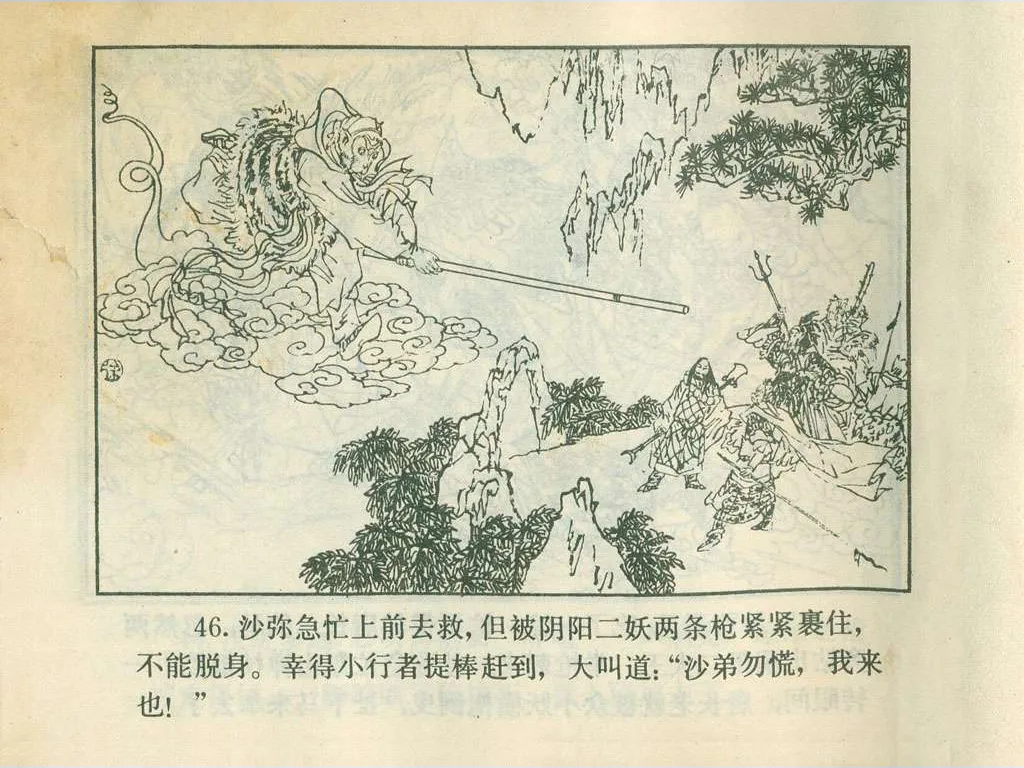 46. 沙弥急忙上前去救，但被阴阳二妖两条枪紧紧裹住，
不能脱身。幸得小行者提棒赶到，大叫道：“沙弟勿慌，我来
也！”